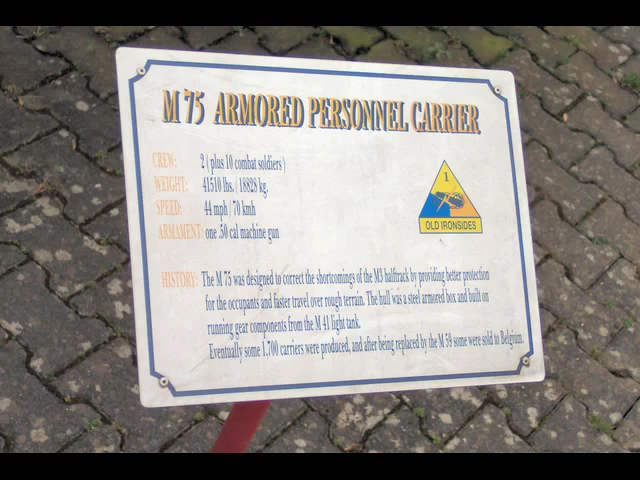 M 75 ARMORED PERSONNEL CARRIER
CREW: 2 ( plus 10 combat soldiers )
WEIGHT: 41510 lbs. / 18828 kg.
SPEED: 44 mph / 70 kmh
ARMAMENT: one .50 cal machine gun
1
OLD IRONSIDES
HISTORY: The M 75 was designed to correct the shortcomings of the M3 halftrack by providing better protection
for the occupants and faster travel over rough terrain. The hull was a steel armored box and built on
running gear components from the M 41 light tank.
Eventually some 1,700 carriers were produced, and after being replaced by the M 59 some were sold to Belgium.